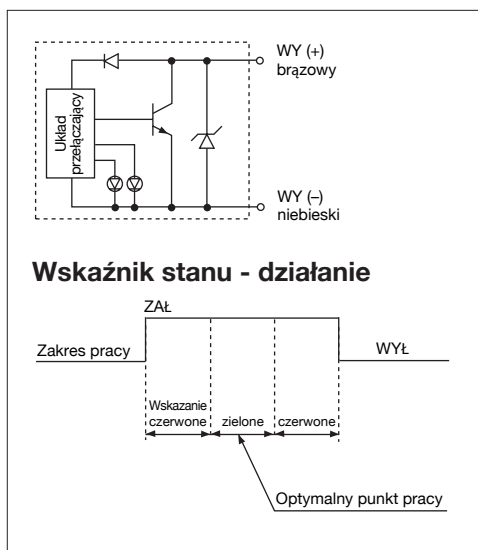 WY (+)
brązowy
Układ
przełączający
WY (–)
niebieski
Wskaźnik stanu - działanie
ZAŁ
Zakres pracy
WYŁ
Wskazanie
czerwone
zielone
czerwone
Optymalny punkt pracy